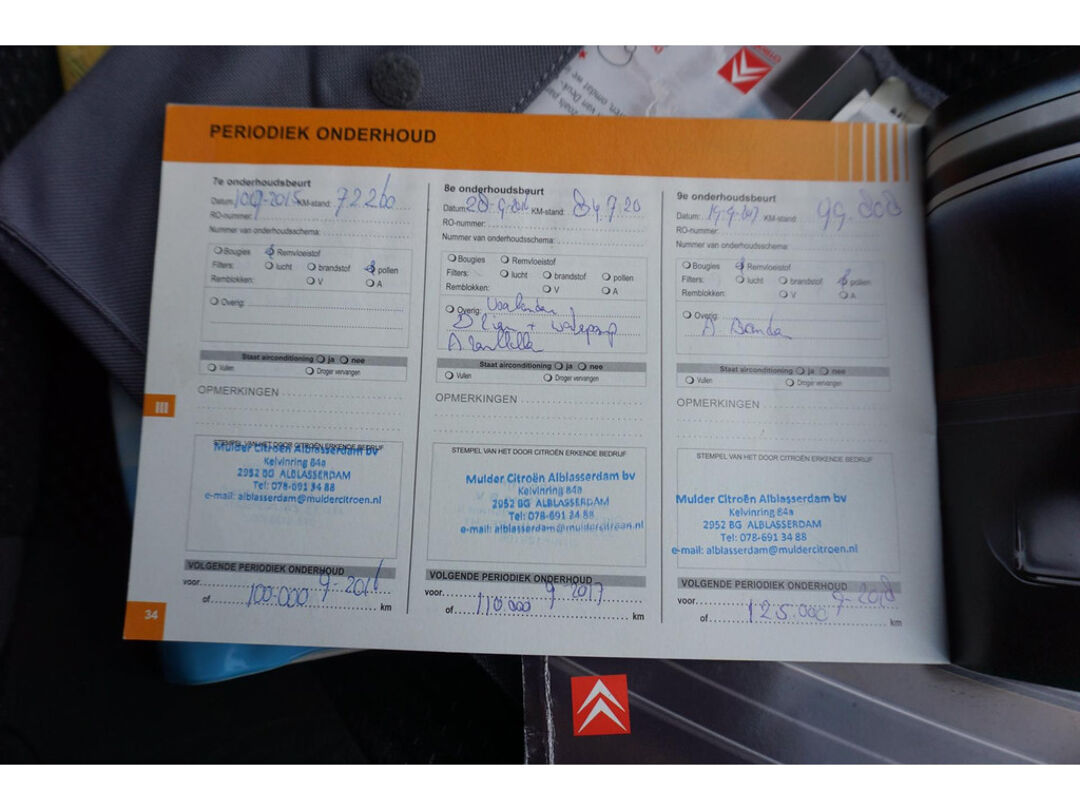 PERIODIEK ONDERHOUD
7e onderhoudsbeurt
Datum: 2015 KM-stand: 72260
RO-nummer:
Nummer van onderhoudsschema:
Bougies Remvloeistof
Filters: lucht brandstof pollen
Remblokken: V A
Overig:
Staat airconditioning ja nee
Vullen Droger vervangen
OPMERKINGEN
STEMPEL VAN HET DOOR CITROËN ERKENDE BEDRIJF
Mulder Citroën Alblasserdam bv
Kelvinring 84a
2952 BG ALBLASSERDAM
Tel: 078-691 34 88
e-mail: alblasserdam@muldercitroen.nl
VOLGENDE PERIODIEK ONDERHOUD
voor 9-2016
of 100-000 km
8e onderhoudsbeurt
Datum: KM-stand: 84.720
RO-nummer:
Nummer van onderhoudsschema:
Bougies Remvloeistof
Filters: lucht brandstof pollen
Remblokken: V A
Overig:
D riem + waterpomp
Staat airconditioning ja nee
Vullen Droger vervangen
OPMERKINGEN
STEMPEL VAN HET DOOR CITROËN ERKENDE BEDRIJF
Mulder Citroën Alblasserdam bv
Kelvinring 84a
2952 BG ALBLASSERDAM
Tel: 078-691 34 88
e-mail: alblasserdam@muldercitroen.nl
VOLGENDE PERIODIEK ONDERHOUD
voor 9-2017
of 110.000 km
9e onderhoudsbeurt
Datum: 19-9-2017 KM-stand: 99.808
RO-nummer:
Nummer van onderhoudsschema:
Bougies Remvloeistof
Filters: lucht brandstof pollen
Remblokken: V A
Overig:
A. Banden
Staat airconditioning ja nee
Vullen Droger vervangen
OPMERKINGEN
STEMPEL VAN HET DOOR CITROËN ERKENDE BEDRIJF
Mulder Citroën Alblasserdam bv
Kelvinring 84a
2952 BG ALBLASSERDAM
Tel: 078-691 34 88
e-mail: alblasserdam@muldercitroen.nl
VOLGENDE PERIODIEK ONDERHOUD
voor 9-2018
of 125.000 km
III
34